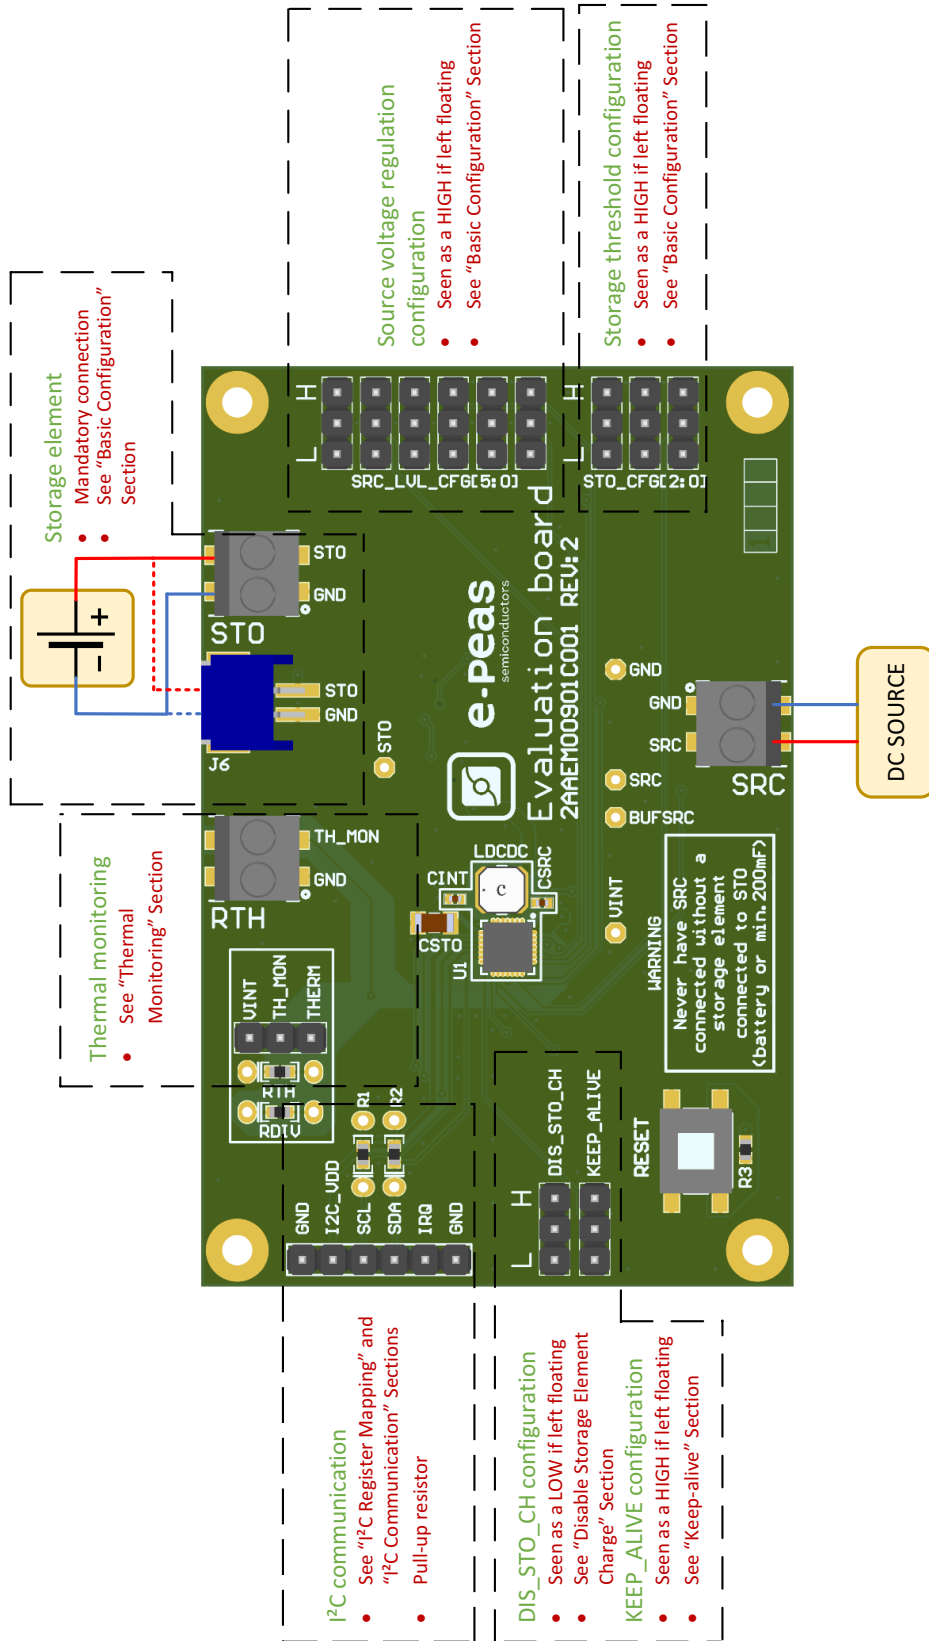 Storage element
• Mandatory connection
• See “Basic Configuration”
Section
Thermal monitoring
• See “Thermal
Monitoring” Section
Source voltage regulation
configuration
• Seen as a HIGH if left floating
• See “Basic Configuration” Section
Storage threshold configuration
• Seen as a HIGH if left floating
• See “Basic Configuration” Section
I²C communication
• See “I²C Register Mapping” and
“I²C Communication” Sections
• Pull-up resistor
DIS_STO_CH configuration
• Seen as a LOW if left floating
• See “Disable Storage Element
Charge” Section
KEEP_ALIVE configuration
• Seen as a HIGH if left floating
• See “Keep-alive” Section
DC SOURCE
− +
GND
I2C_VDD
SCL
SDA
IRQ
GND
R1
R2
RDIV
RTH
VINT
TH_MON
THERM
RTH
GND
TH_MON
J6
GND
STO
STO
GND
STO
STO
L H
SRC_LVL_CFG[5:0]
L H
STO_CFG[2:0]
L H
DIS_STO_CH
KEEP_ALIVE
RESET
R3
CSTO
CINT
LDCDC
CSRC
C
U1
e-peas
semiconductors
Evaluation board
2AAEM00901C001 REV:2
VINT
BUFSRC
SRC
GND
SRC
GND
SRC
1
WARNING
Never have SRC
connected without a
storage element
connected to STO
(battery or min.200mF)